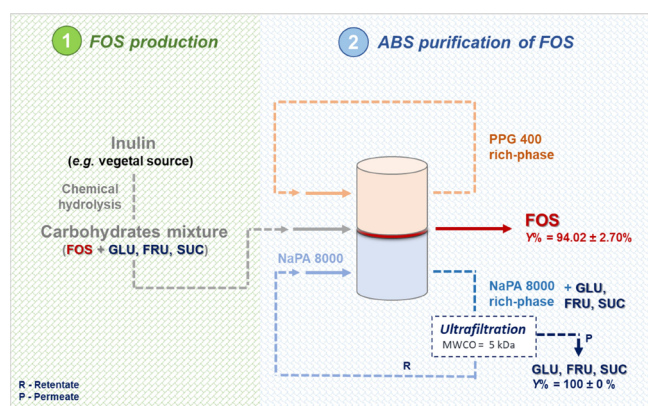 1 FOS production
2 ABS purification of FOS
Inulin
(e.g. vegetal source)
Chemical
hydrolysis
Carbohydrates mixture
(FOS + GLU, FRU, SUC)
PPG 400
rich-phase
FOS
Y% = 94.02 ± 2.70%
NaPA 8000
NaPA 8000
rich-phase
+ GLU,
FRU, SUC
Ultrafiltration
MWCO = 5 kDa
P
R
GLU, FRU, SUC
Y% = 100 ± 0 %
R - Retentate
P - Permeate